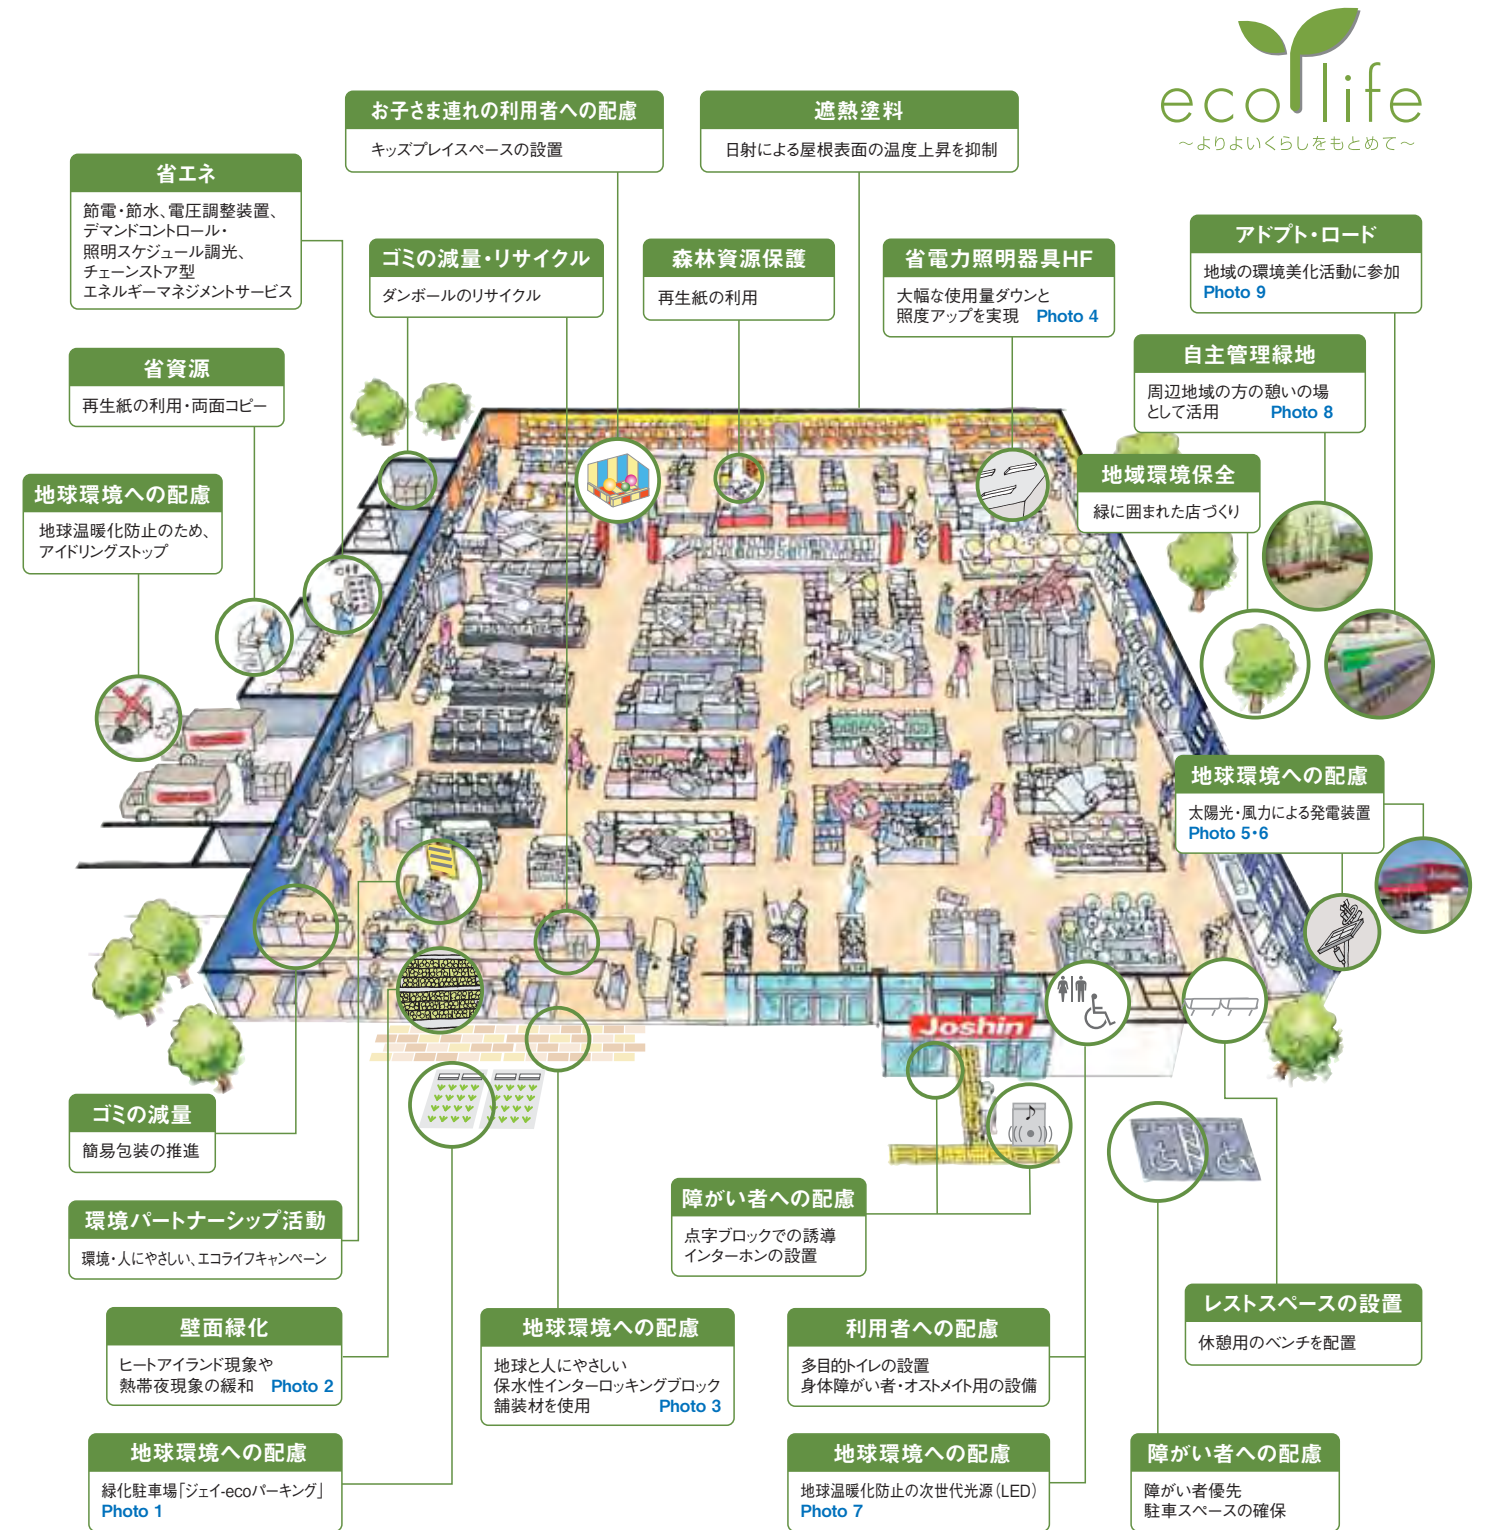 eco life
～よりよいくらしをもとめて～
お子さま連れの利用者への配慮
キッズプレイスペースの設置
遮熱塗料
日射による屋根表面の温度上昇を抑制
省エネ
節電・節水、電圧調整装置、
デマンドコントロール・
照明スケジュール調光、
チェーンストア型
エネルギーマネジメントサービス
ゴミの減量・リサイクル
ダンボールのリサイクル
森林資源保護
再生紙の利用
省電力照明器具HF
大幅な使用量ダウンと
照度アップを実現 Photo 4
アドプト・ロード
地域の環境美化活動に参加
Photo 9
省資源
再生紙の利用・両面コピー
自主管理緑地
周辺地域の方の憩いの場
として活用 Photo 8
地球環境への配慮
地球温暖化防止のため、
アイドリングストップ
地域環境保全
緑に囲まれた店づくり
地球環境への配慮
太陽光・風力による発電装置
Photo 5・6
Joshin
ゴミの減量
簡易包装の推進
環境パートナーシップ活動
環境・人にやさしい、エコライフキャンペーン
障がい者への配慮
点字ブロックでの誘導
インターホンの設置
壁面緑化
ヒートアイランド現象や
熱帯夜現象の緩和 Photo 2
地球環境への配慮
地球と人にやさしい
保水性インターロッキングブロック
舗装材を使用 Photo 3
利用者への配慮
多目的トイレの設置
身体障がい者・オストメイト用の設備
レストスペースの設置
休憩用のベンチを配置
地球環境への配慮
緑化駐車場「ジェイ-ecoパーキング」
Photo 1
地球環境への配慮
地球温暖化防止の次世代光源（LED）
Photo 7
障がい者への配慮
障がい者優先
駐車スペースの確保